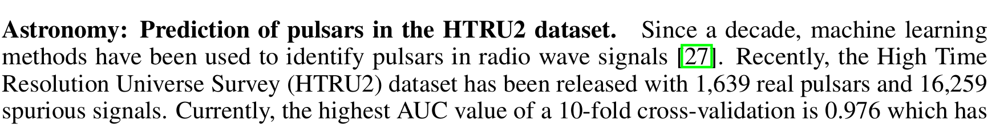 Astronomy: Prediction of pulsars in the HTRU2 dataset. Since a decade, machine learning
methods have been used to identify pulsars in radio wave signals [27]. Recently, the High Time
Resolution Universe Survey (HTRU2) dataset has been released with 1,639 real pulsars and 16,259
spurious signals. Currently, the highest AUC value of a 10-fold cross-validation is 0.976 which has